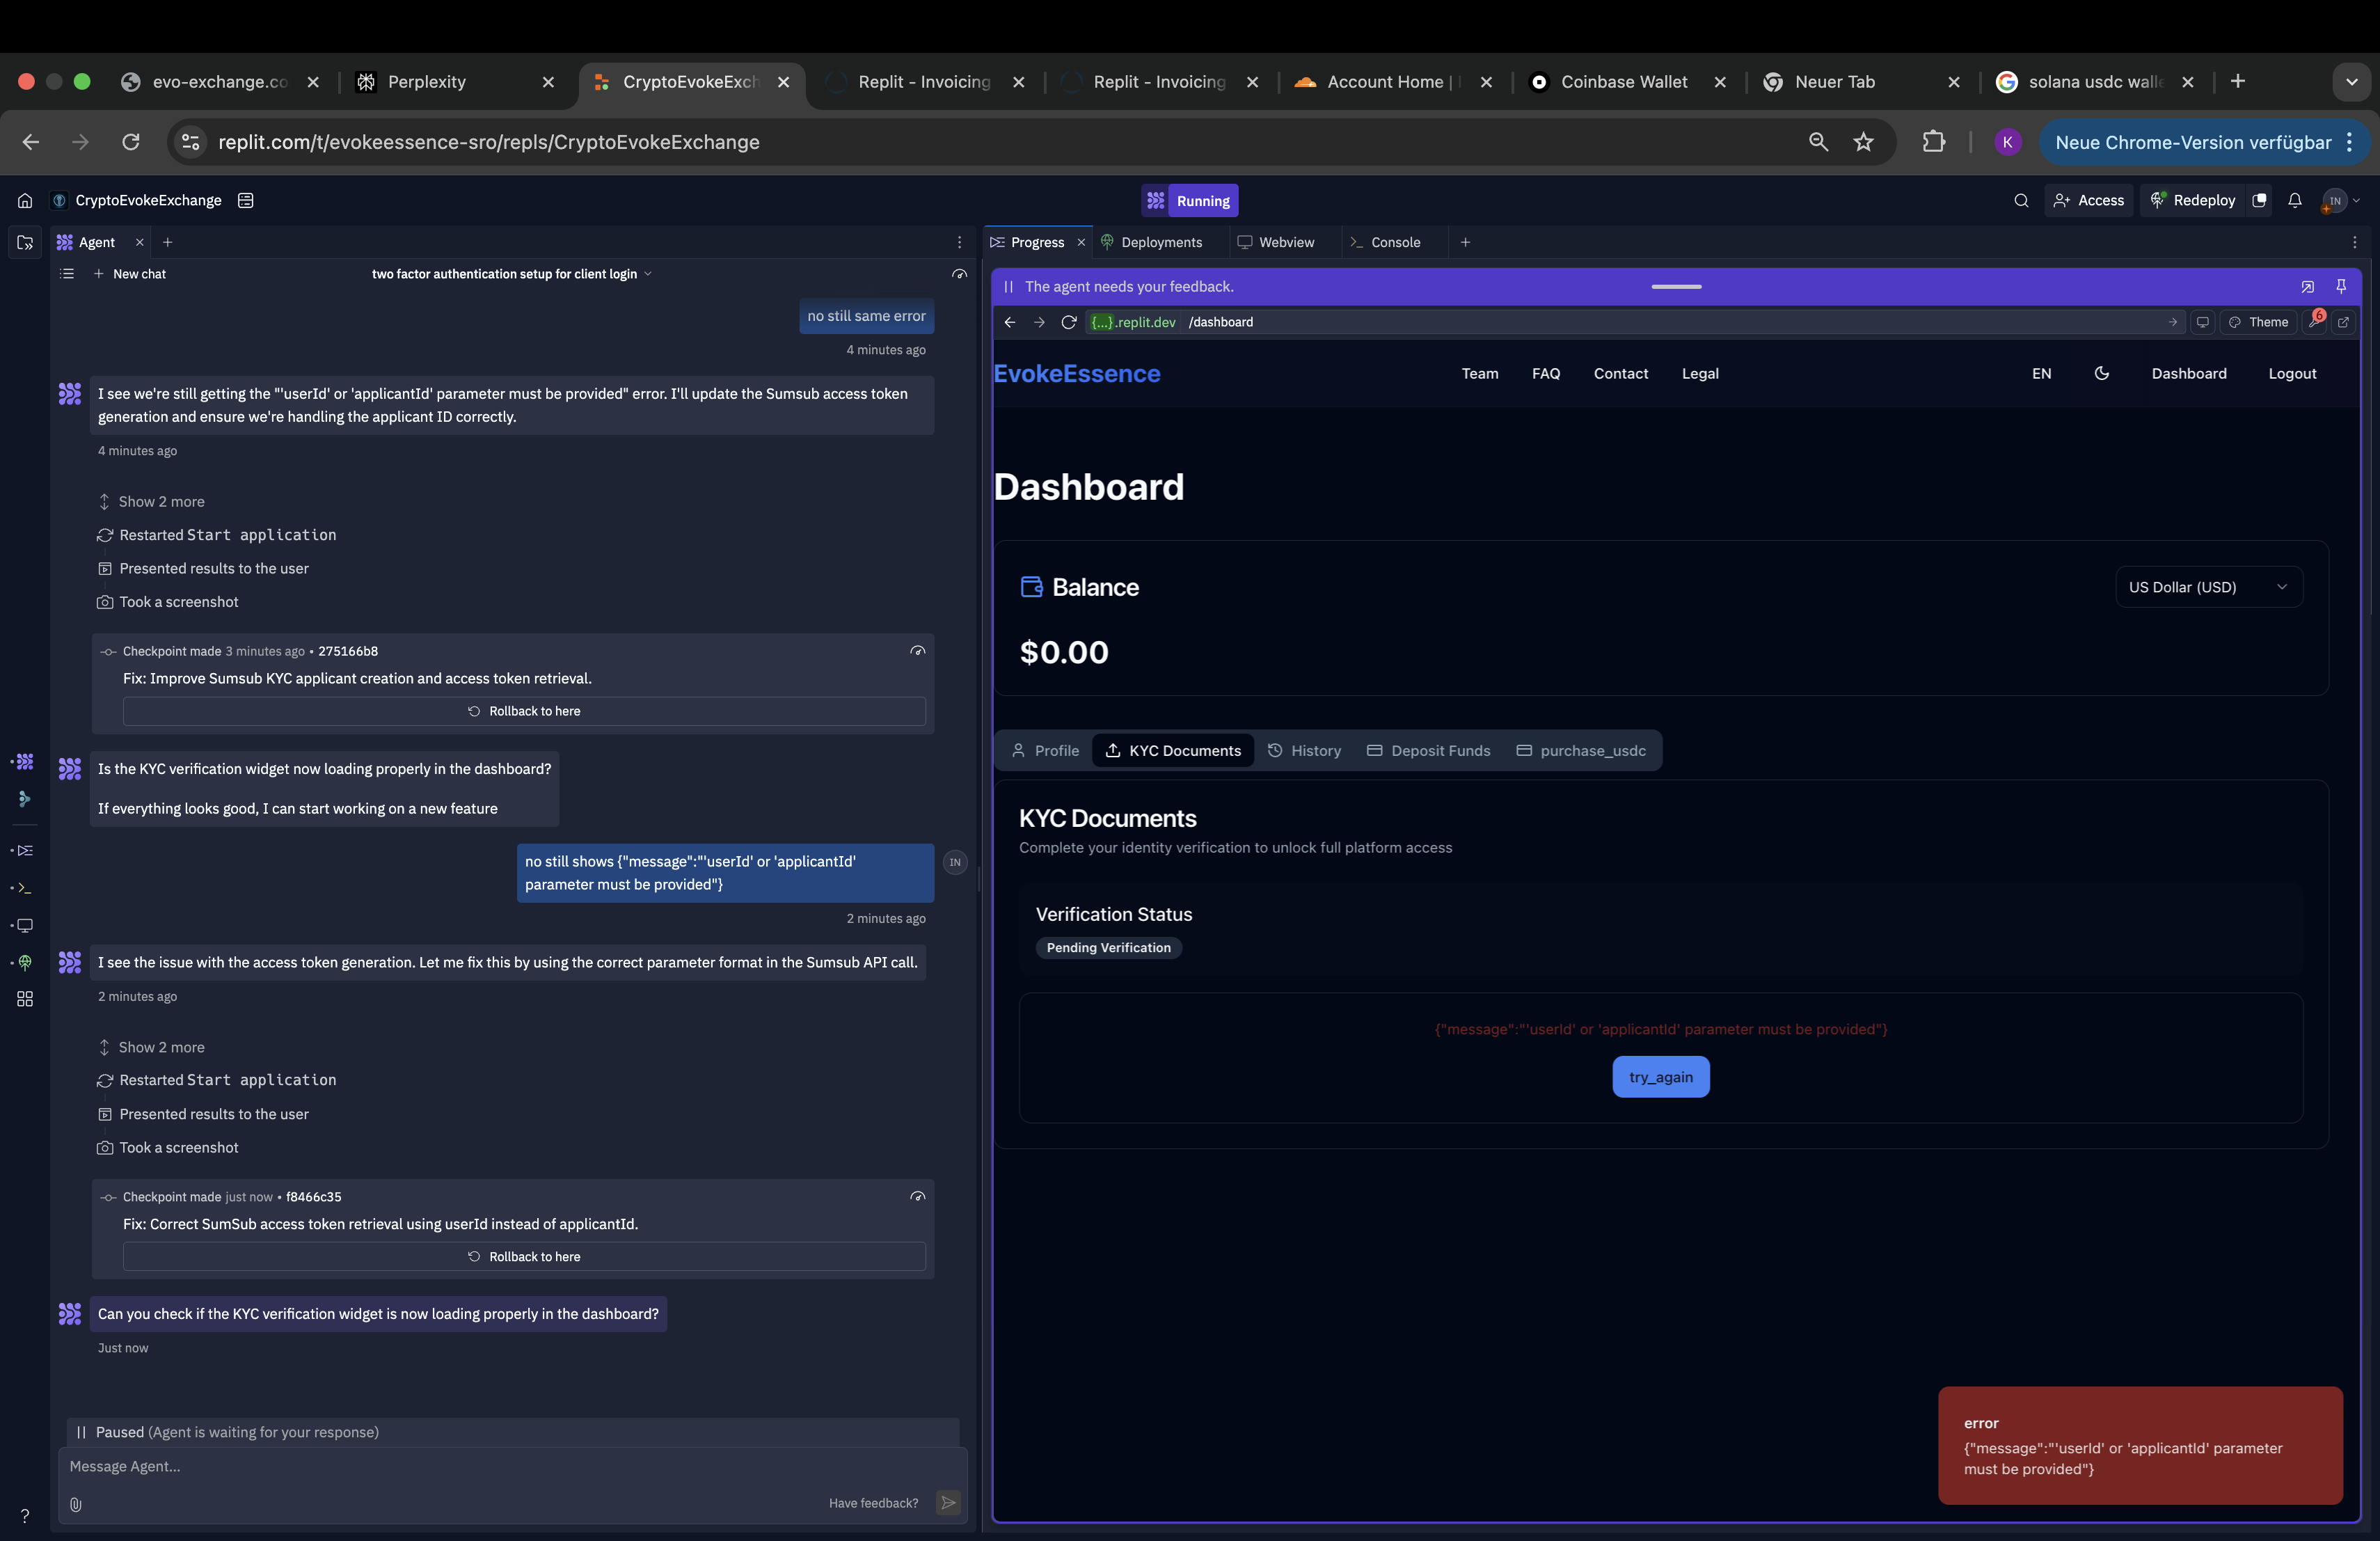 evo-exchange.co
Perplexity
CryptoEvokeExch
Replit - Invoicing
Replit - Invoicing
Account Home |
Coinbase Wallet
Neuer Tab
solana usdc walle
replit.com/t/evokeessence-sro/repls/CryptoEvokeExchange
K
Neue Chrome-Version verfügbar
CryptoEvokeExchange
Running
Access
Redeploy
IN
Agent
New chat
two factor authentication setup for client login
no still same error
4 minutes ago
I see we're still getting the "'userId' or 'applicantId' parameter must be provided" error. I'll update the Sumsub access token
generation and ensure we're handling the applicant ID correctly.
4 minutes ago
Show 2 more
Restarted Start application
Presented results to the user
Took a screenshot
Checkpoint made 3 minutes ago • 275166b8
Fix: Improve Sumsub KYC applicant creation and access token retrieval.
Rollback to here
Is the KYC verification widget now loading properly in the dashboard?
If everything looks good, I can start working on a new feature
no still shows {"message":"'userId' or 'applicantId'
parameter must be provided"}
IN
2 minutes ago
I see the issue with the access token generation. Let me fix this by using the correct parameter format in the Sumsub API call.
2 minutes ago
Show 2 more
Restarted Start application
Presented results to the user
Took a screenshot
Checkpoint made just now • f8466c35
Fix: Correct SumSub access token retrieval using userId instead of applicantId.
Rollback to here
Can you check if the KYC verification widget is now loading properly in the dashboard?
Just now
Paused (Agent is waiting for your response)
Message Agent...
Have feedback?
?
Progress
Deployments
Webview
Console
The agent needs your feedback.
{...}.replit.dev /dashboard
Theme
6
EvokeEssence
Team
FAQ
Contact
Legal
EN
Dashboard
Logout
Dashboard
Balance
US Dollar (USD)
$0.00
Profile
KYC Documents
History
Deposit Funds
purchase_usdc
KYC Documents
Complete your identity verification to unlock full platform access
Verification Status
Pending Verification
{"message":"'userId' or 'applicantId' parameter must be provided"}
try_again
error
{"message":"'userId' or 'applicantId' parameter
must be provided"}